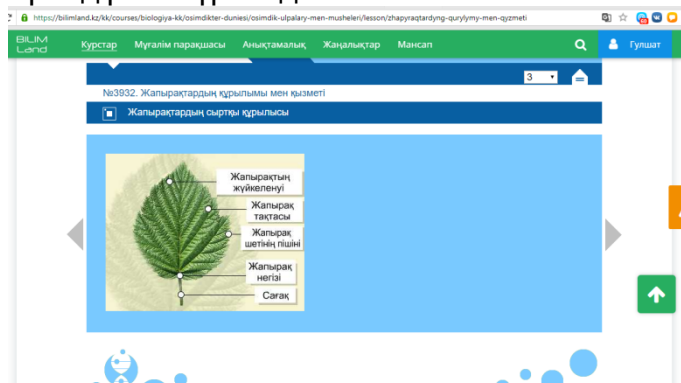 https://bilimland.kz/kk/courses/biologiya-kk/osimdikter-duniesi/osimdik-ulpalary-men-musheleri/lesson/zhapyraqtardyng-qurylymy-men-qyzmeti
BILIM
Land
Курстар Мұғалім парақшасы Анықтамалық Жаңалықтар Мансап Гулшат
3
№3932. Жапырақтардың құрылымы мен қызметі
Жапырақтардың сыртқы құрылысы
Жапырақтың
жүйкеленуі
Жапырақ
тақтасы
Жапырақ
шетінің пішіні
Жапырақ
негізі
Сағақ